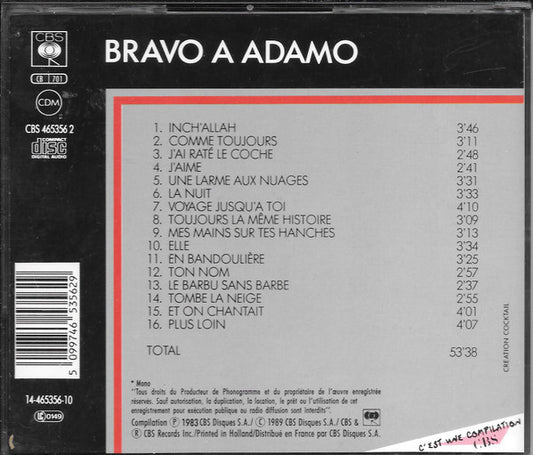 CBS
BRAVO A ADAMO
CB 701
CDM
CBS 465356 2
COMPACT
disc
DIGITAL AUDIO
1. INCH'ALLAH 3'46
2. COMME TOUJOURS 3'11
3. J'AI RATÉ LE COCHE 2'48
4. J'AIME 2'41
5. UNE LARME AUX NUAGES 3'31
6. LA NUIT 3'33
7. VOYAGE JUSQU'A TOI 4'10
8. TOUJOURS LA MÊME HISTOIRE 3'09
9. MES MAINS SUR TES HANCHES 3'13
10. ELLE 3'34
11. EN BANDOULIÈRE 3'25
12. TON NOM 2'57
13. LE BARBU SANS BARBE 2'37
14. TOMBE LA NEIGE 2'55
15. ET ON CHANTAIT 4'01
16. PLUS LOIN 4'07
TOTAL 53'38
CREATION COCKTAIL
5 099746 535629
14-465356-10
0149
* Mono
"Tous droits du Producteur de Phonogramme et du propriétaire de l'œuvre enregistrée
réservés. Sauf autorisation, la duplication, la location, le prêt ou l'utilisation de cet
enregistrement pour exécution publique ou radio diffusion sont interdits".
Compilation ℗ 1983 CBS Disques S.A./ © 1989 CBS Disques S.A./ CBS &
® CBS Records Inc./Printed in Holland/Distribué en France par CBS Disques S.A.
C'EST UNE COMPILATION
CBS